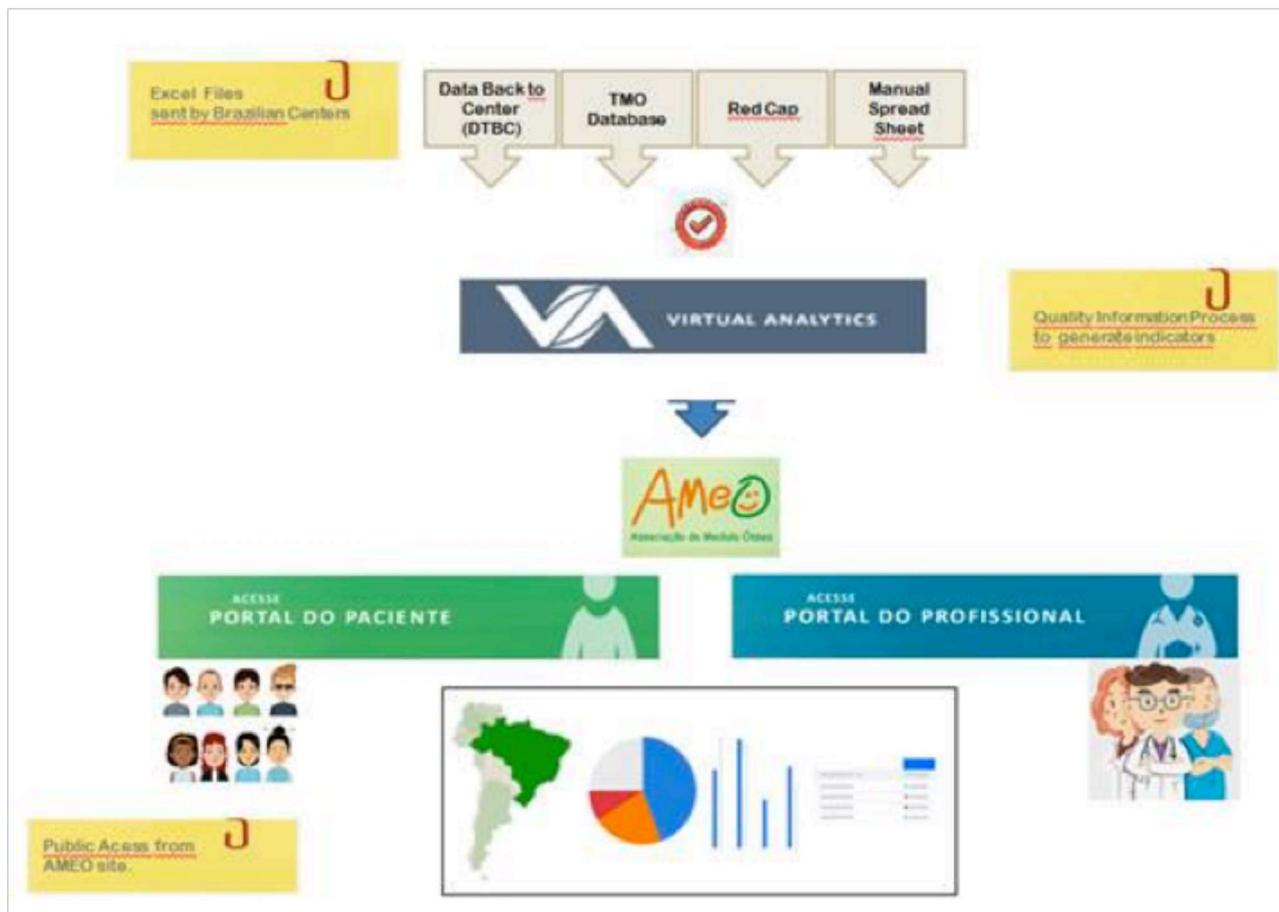 Excel Files
sent by Brazilian Centers
Data Back to
Center
(DTBC)
TMO
Database
Red Cap
Manual
Spread
Sheet
VIRTUAL ANALYTICS
Quality Information Process
to generate indicators
AMeO
Associação da Medula Óssea
ACESSE
PORTAL DO PACIENTE
ACESSE
PORTAL DO PROFISSIONAL
Public Acess from
AMEO site.